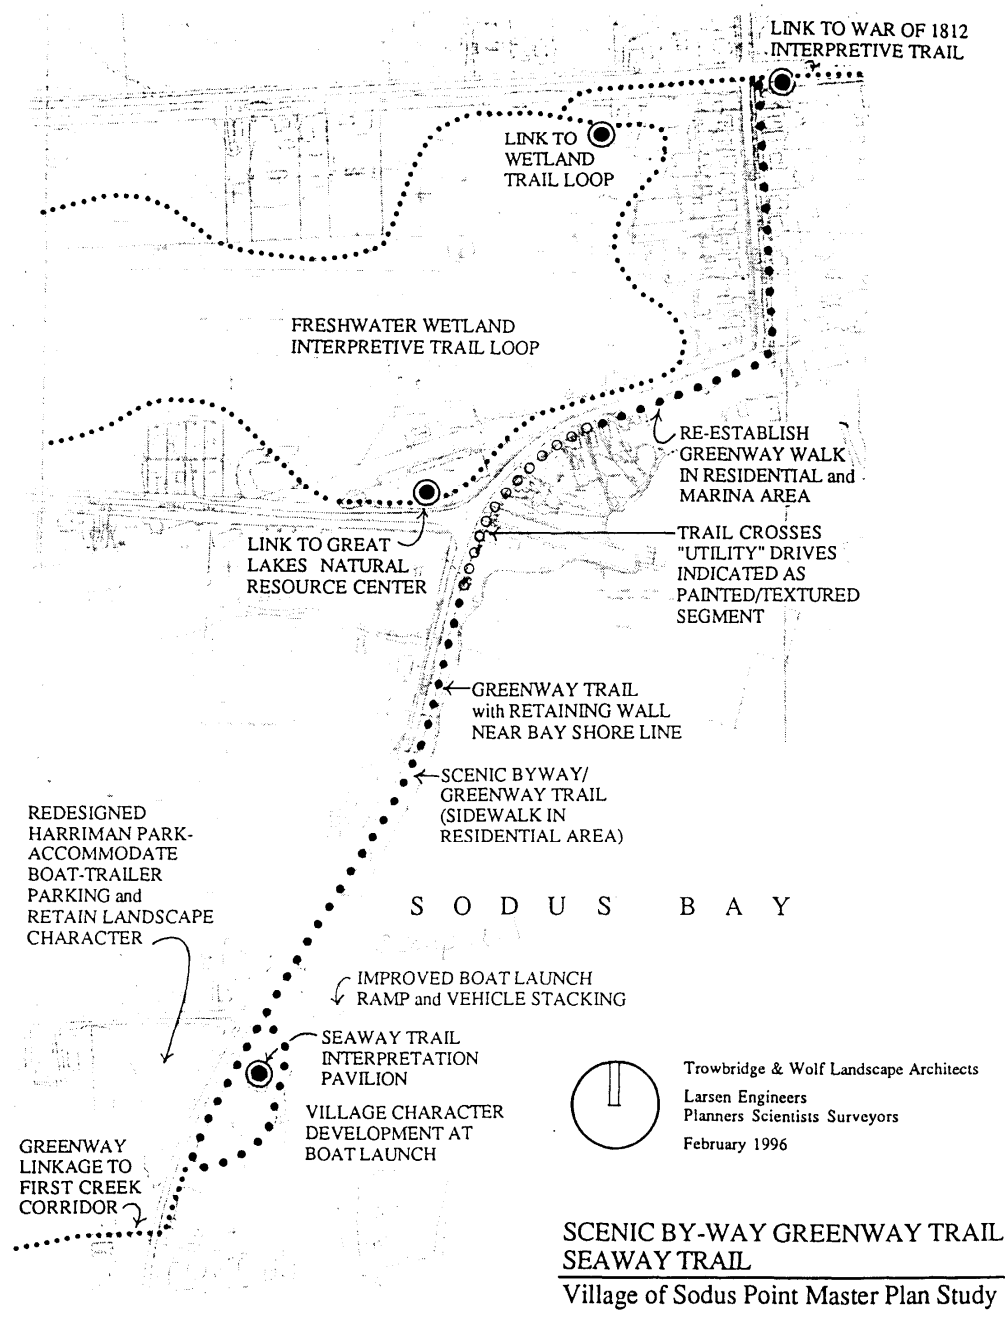 LINK TO WAR OF 1812
INTERPRETIVE TRAIL
LINK TO
WETLAND
TRAIL LOOP
FRESHWATER WETLAND
INTERPRETIVE TRAIL LOOP
RE-ESTABLISH
GREENWAY WALK
IN RESIDENTIAL and
MARINA AREA
LINK TO GREAT
LAKES NATURAL
RESOURCE CENTER
TRAIL CROSSES
"UTILITY" DRIVES
INDICATED AS
PAINTED/TEXTURED
SEGMENT
GREENWAY TRAIL
with RETAINING WALL
NEAR BAY SHORE LINE
SCENIC BYWAY/
GREENWAY TRAIL
(SIDEWALK IN
RESIDENTIAL AREA)
REDESIGNED
HARRIMAN PARK-
ACCOMMODATE
BOAT-TRAILER
PARKING and
RETAIN LANDSCAPE
CHARACTER
SODUS BAY
IMPROVED BOAT LAUNCH
RAMP and VEHICLE STACKING
SEAWAY TRAIL
INTERPRETATION
PAVILION
VILLAGE CHARACTER
DEVELOPMENT AT
BOAT LAUNCH
GREENWAY
LINKAGE TO
FIRST CREEK
CORRIDOR
Trowbridge & Wolf Landscape Architects
Larsen Engineers
Planners Scientists Surveyors
February 1996
SCENIC BY-WAY GREENWAY TRAIL
SEAWAY TRAIL
Village of Sodus Point Master Plan Study